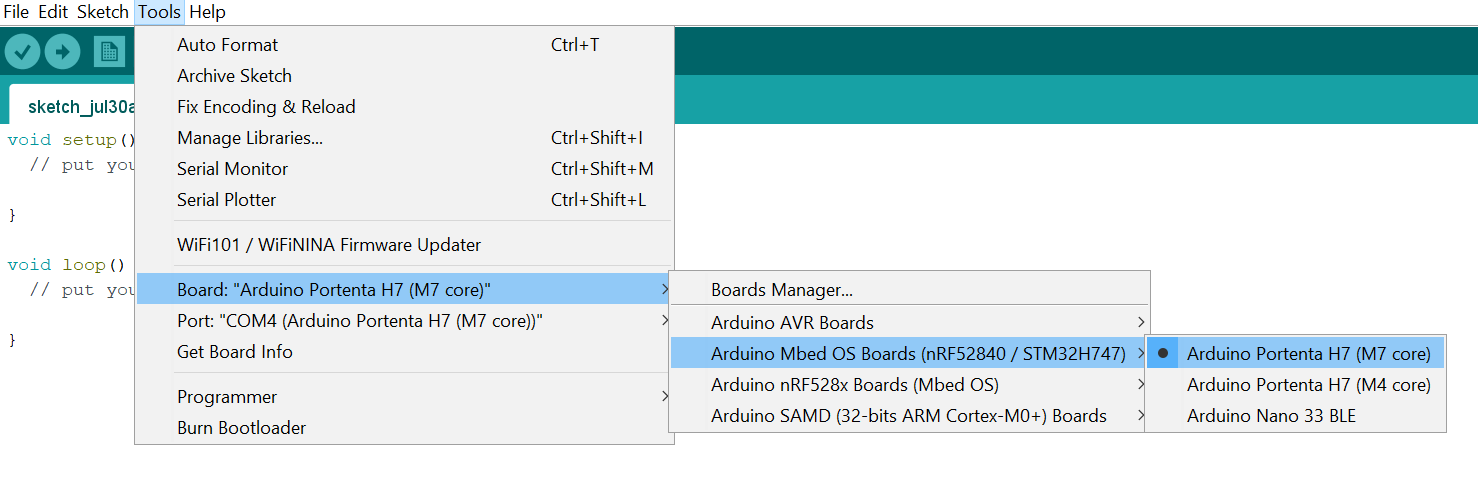 File Edit Sketch Tools Help
sketch_jul30a
void setup()
// put you
}
void loop()
// put you
}
Auto Format Ctrl+T
Archive Sketch
Fix Encoding & Reload
Manage Libraries... Ctrl+Shift+I
Serial Monitor Ctrl+Shift+M
Serial Plotter Ctrl+Shift+L
WiFi101 / WiFiNINA Firmware Updater
Board: "Arduino Portenta H7 (M7 core)"
Port: "COM4 (Arduino Portenta H7 (M7 core))"
Get Board Info
Programmer
Burn Bootloader
Boards Manager...
Arduino AVR Boards
Arduino Mbed OS Boards (nRF52840 / STM32H747)
Arduino nRF528x Boards (Mbed OS)
Arduino SAMD (32-bits ARM Cortex-M0+) Boards
Arduino Portenta H7 (M7 core)
Arduino Portenta H7 (M4 core)
Arduino Nano 33 BLE